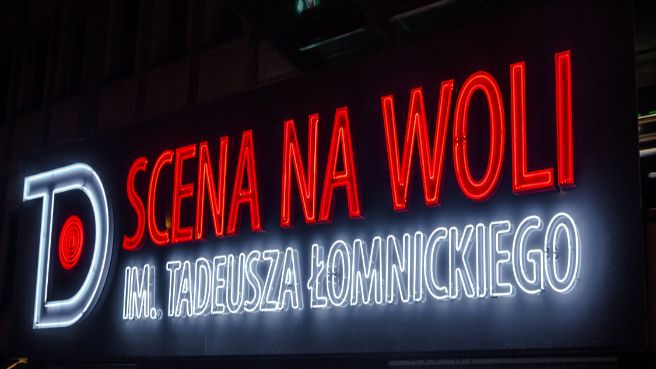 SCENA NA WOLI
IM. TADEUSZA ŁOMNICKIEGO